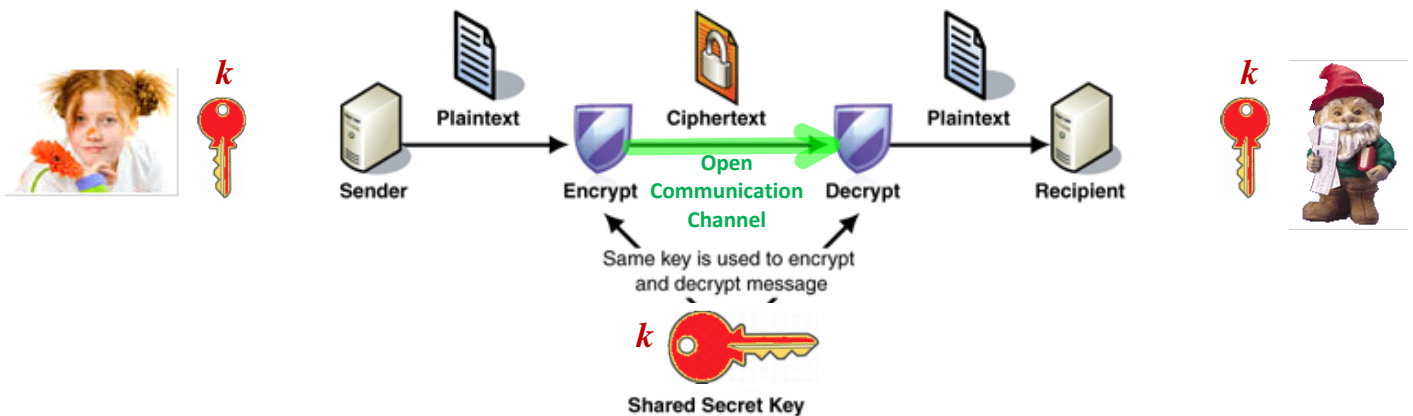 k
k
Plaintext
Ciphertext
Plaintext
Sender
Encrypt
Open
Communication
Channel
Decrypt
Recipient
Same key is used to encrypt
and decrypt message
k
Shared Secret Key